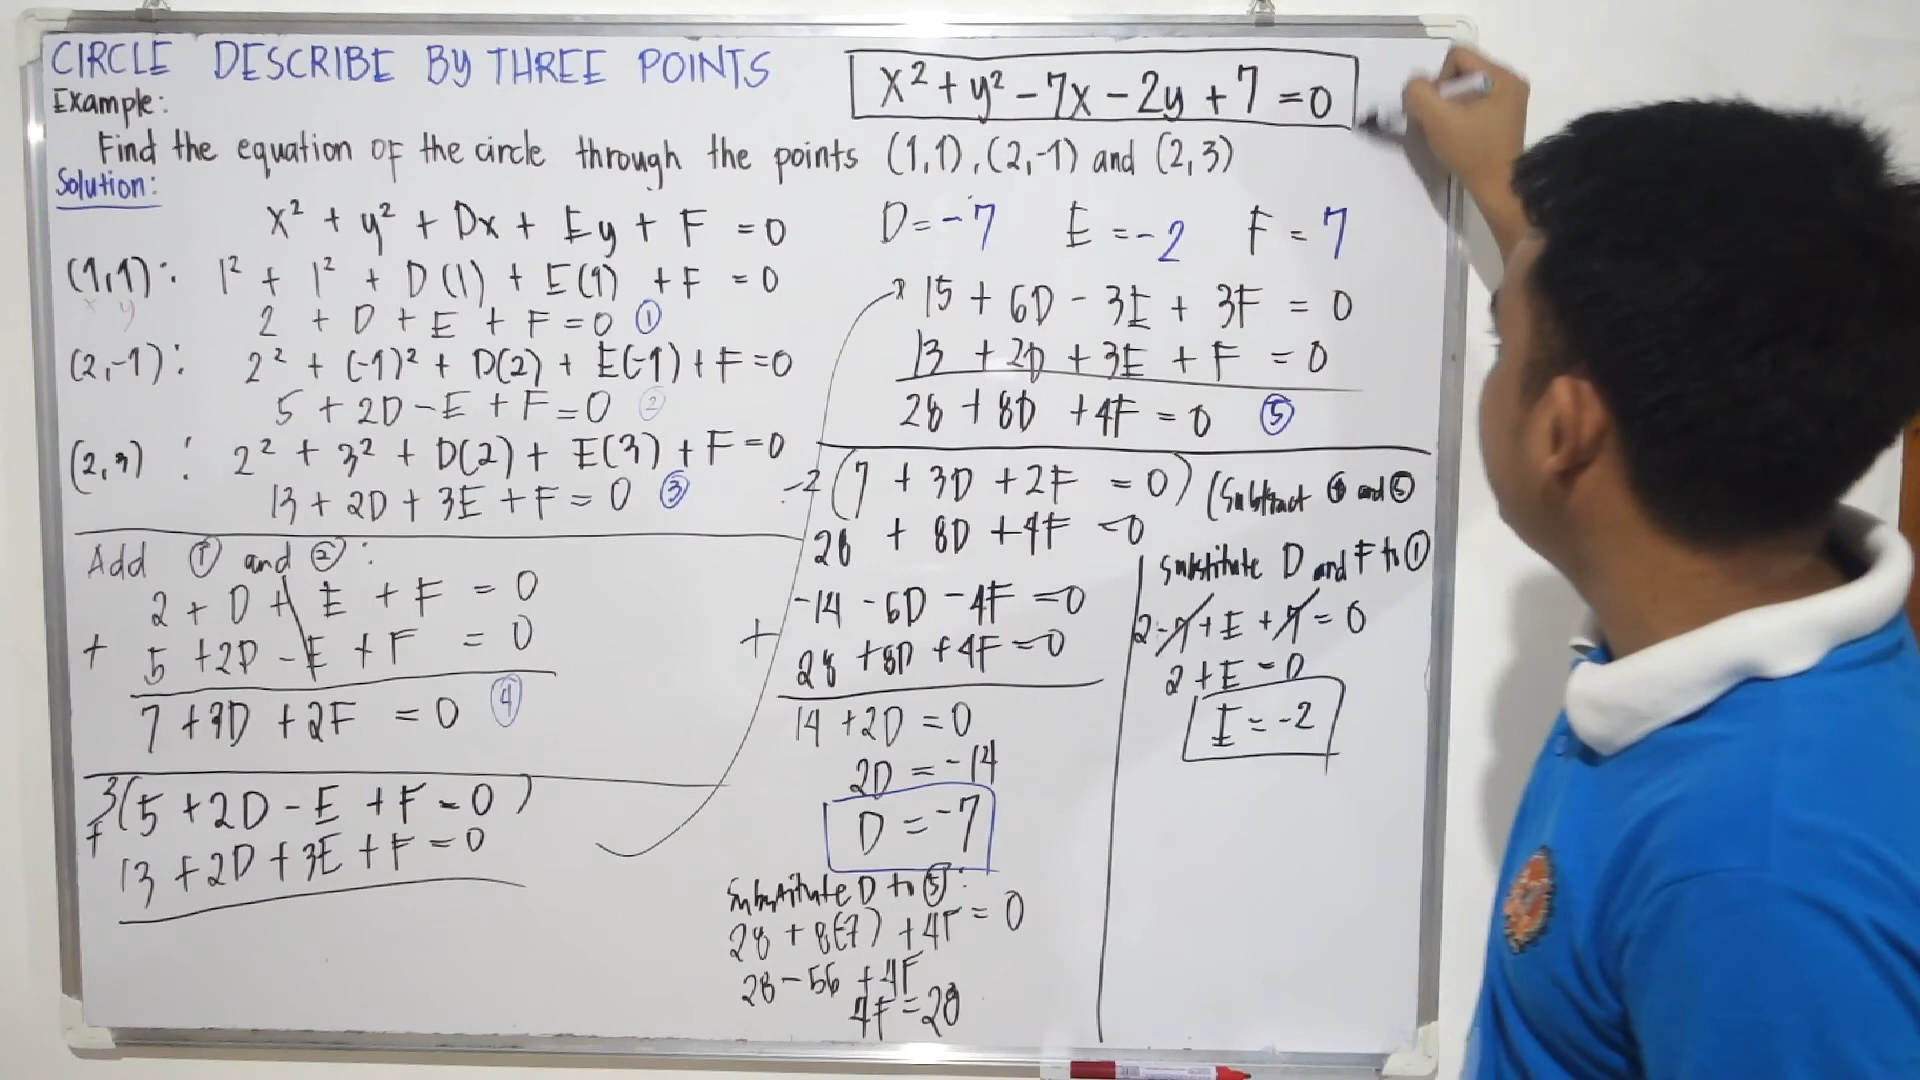 CIRCLE DESCRIBE BY THREE POINTS
x² + y² - 7x - 2y + 7 = 0
Example:
Find the equation of the circle through the points (1,1), (2,-1) and (2,3)
Solution:
x² + y² + Dx + Ey + F = 0
(1,1): 1² + 1² + D(1) + E(1) + F = 0
x y
2 + D + E + F = 0 ①
(2,-1): 2² + (-1)² + D(2) + E(-1) + F = 0
5 + 2D - E + F = 0 ②
(2,3) : 2² + 3² + D(2) + E(3) + F = 0
13 + 2D + 3E + F = 0 ③
Add ① and ②:
2 + D + E + F = 0
+ 5 + 2D - E + F = 0
7 + 3D + 2F = 0 ④
3(5 + 2D - E + F = 0)
+ 13 + 2D + 3E + F = 0
D = -7 E = -2 F = 7
15 + 6D - 3E + 3F = 0
13 + 2D + 3E + F = 0
28 + 8D + 4F = 0 ⑤
-2(7 + 3D + 2F = 0) (Subtract ④ and ⑤
28 + 8D + 4F = 0
-14 - 6D - 4F = 0
+ 28 + 8D + 4F = 0
14 + 2D = 0
2D = -14
D = -7
Substitute D to ⑤:
28 + 8(-7) + 4F = 0
28 - 56 + 4F
4F = 28
Substitute D and F to ①
2 - 7 + E + 7 = 0
2 + E = 0
E = -2